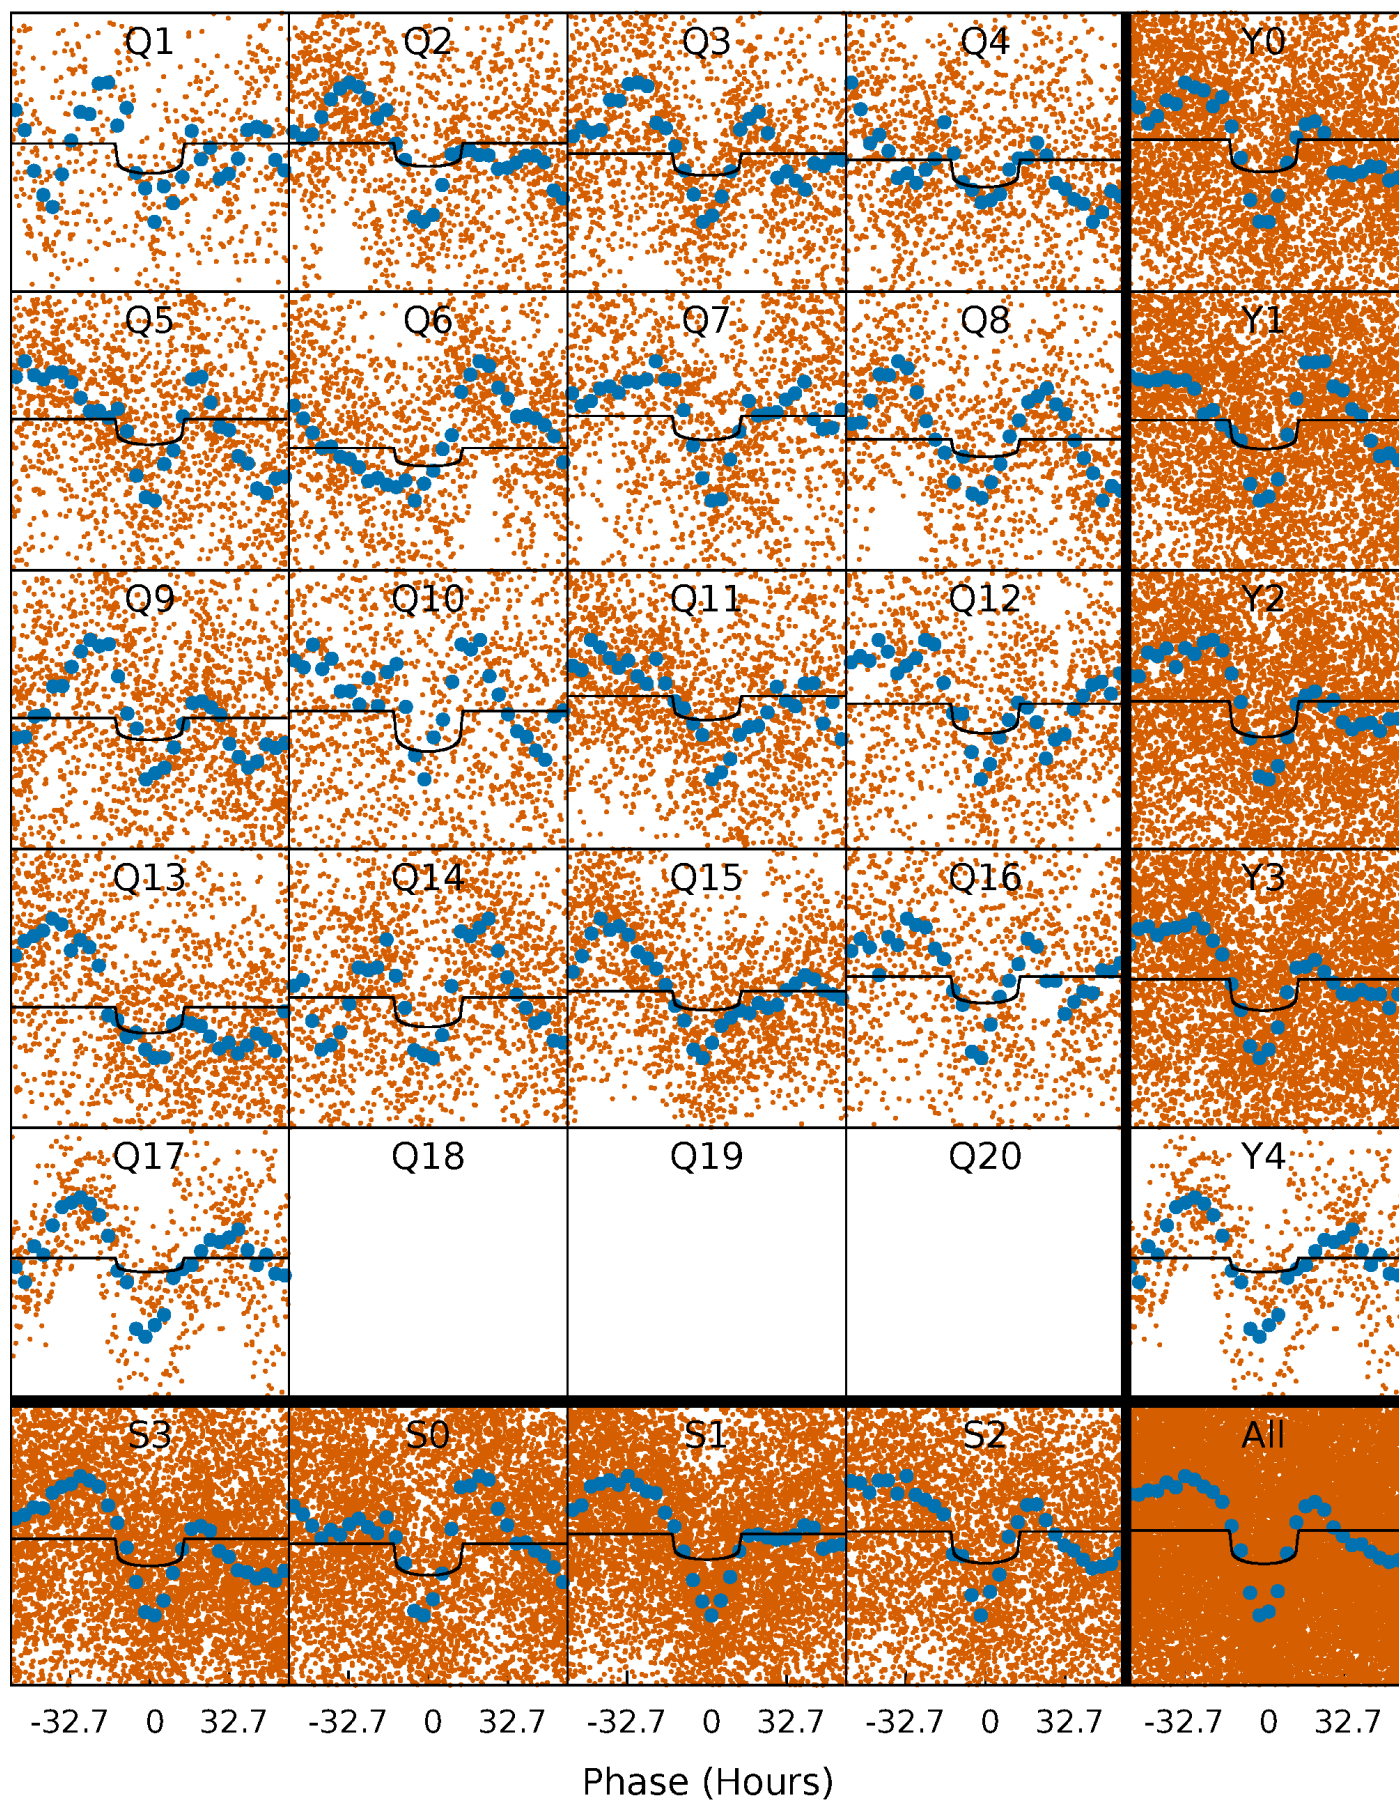 Q1 Q2 Q3 Q4 Y0
Q5 Q6 Q7 Q8 Y1
Q9 Q10 Q11 Q12 Y2
Q13 Q14 Q15 Q16 Y3
Q17 Q18 Q19 Q20 Y4
S3 S0 S1 S2 All
-32.7 0 32.7 -32.7 0 32.7 -32.7 0 32.7 -32.7 0 32.7 -32.7 0 32.7
Phase (Hours)